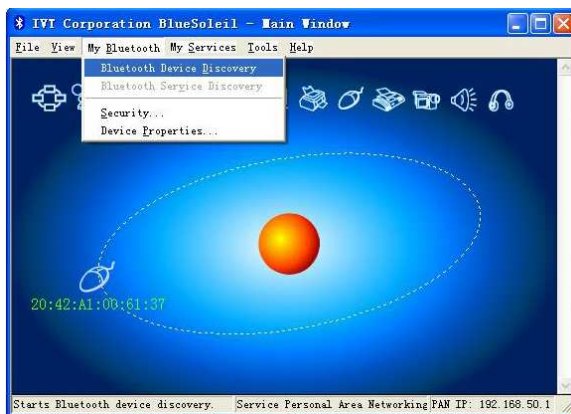 IVT Corporation BlueSoleil - Main Window
File View My Bluetooth My Services Tools Help
Bluetooth Device Discovery
Bluetooth Service Discovery
Security...
Device Properties...
20:42:A1:00:61:37
Starts Bluetooth device discovery. Service Personal Area Networking PAN IP: 192.168.50.1